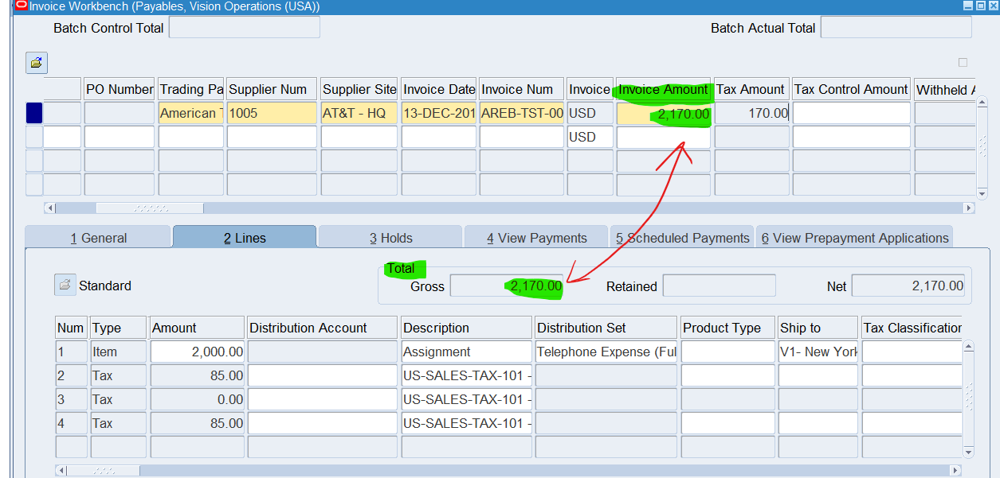 Invoice Workbench (Payables, Vision Operations (USA))
Batch Control Total Batch Actual Total
PO Number Trading Pa Supplier Num Supplier Site Invoice Date Invoice Num Invoice Invoice Amount Tax Amount Tax Control Amount Withheld A
American T 1005 AT&T - HQ 13-DEC-201 AREB-TST-00 USD 2,170.00 170.00
USD
1 General 2 Lines 3 Holds 4 View Payments 5 Scheduled Payments 6 View Prepayment Applications
Total
Standard Gross 2,170.00 Retained Net 2,170.00
Num Type Amount Distribution Account Description Distribution Set Product Type Ship to Tax Classification
1 Item 2,000.00 Assignment Telephone Expense (Ful V1- New York
2 Tax 85.00 US-SALES-TAX-101 -
3 Tax 0.00 US-SALES-TAX-101 -
4 Tax 85.00 US-SALES-TAX-101 -